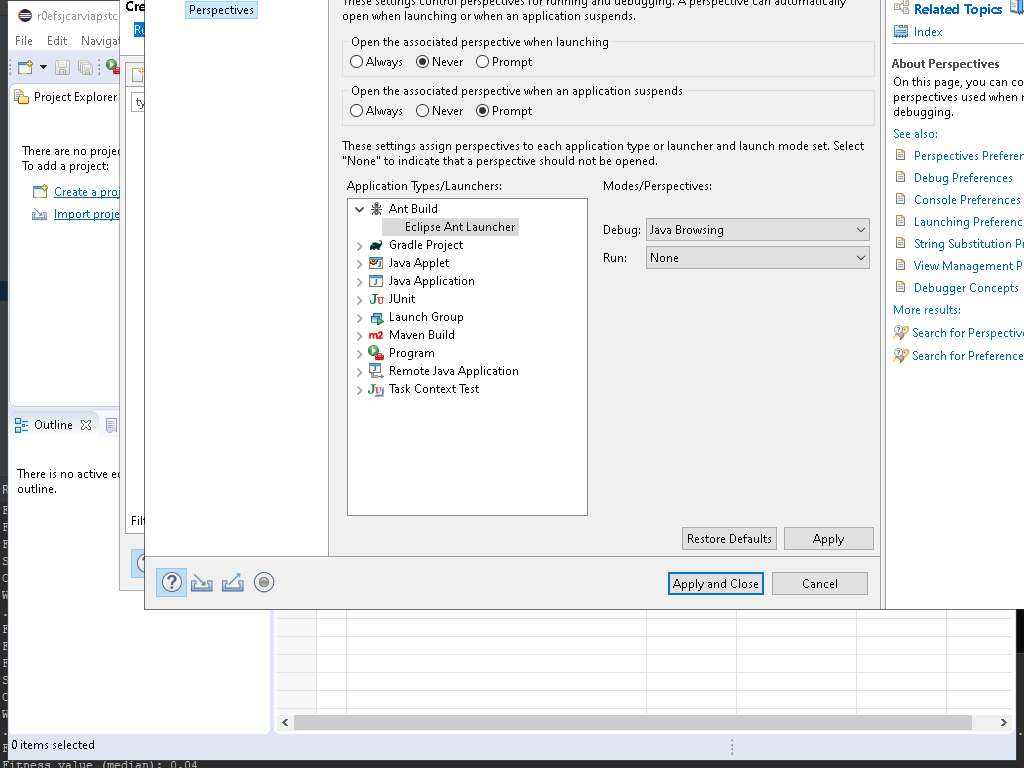 r0efsjcarviapstc
File Edit Navigat
Project Explorer
There are no proje
To add a project:
Create a proj
Import proje
Outline
There is no active ed
outline.
0 items selected
Fitness value (median): 0.04
Cre
Ru
ty
Filt
Perspectives
These settings control perspectives for running and debugging. A perspective can automatically
open when launching or when an application suspends.
Open the associated perspective when launching
Always Never Prompt
Open the associated perspective when an application suspends
Always Never Prompt
These settings assign perspectives to each application type or launcher and launch mode set. Select
"None" to indicate that a perspective should not be opened.
Application Types/Launchers:
Ant Build
Eclipse Ant Launcher
Gradle Project
Java Applet
Java Application
JUnit
Launch Group
Maven Build
Program
Remote Java Application
Task Context Test
Modes/Perspectives:
Debug: Java Browsing
Run: None
Restore Defaults Apply
Apply and Close Cancel
Related Topics
Index
About Perspectives
On this page, you can co
perspectives used when r
debugging.
See also:
Perspectives Preferen
Debug Preferences
Console Preferences
Launching Preferenc
String Substitution P
View Management P
Debugger Concepts
More results:
Search for Perspective
Search for Preference